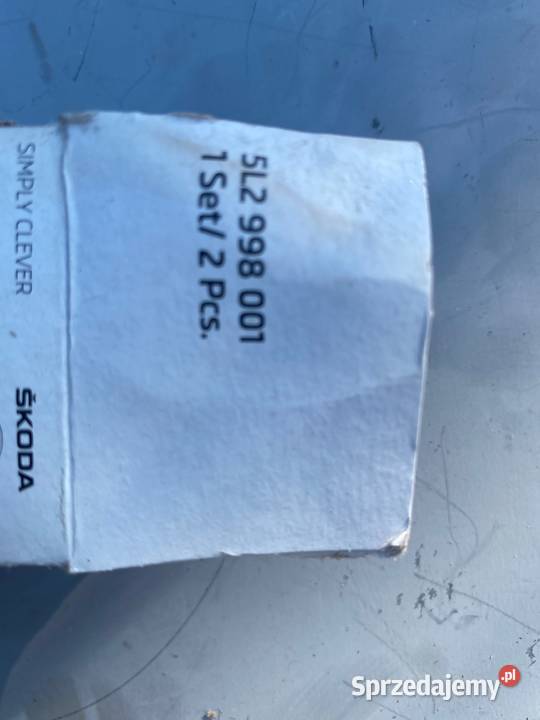 5L2 998 001
1 Set/ 2 Pcs.
SIMPLY CLEVER
ŠKODA
Sprzedajemy.pl